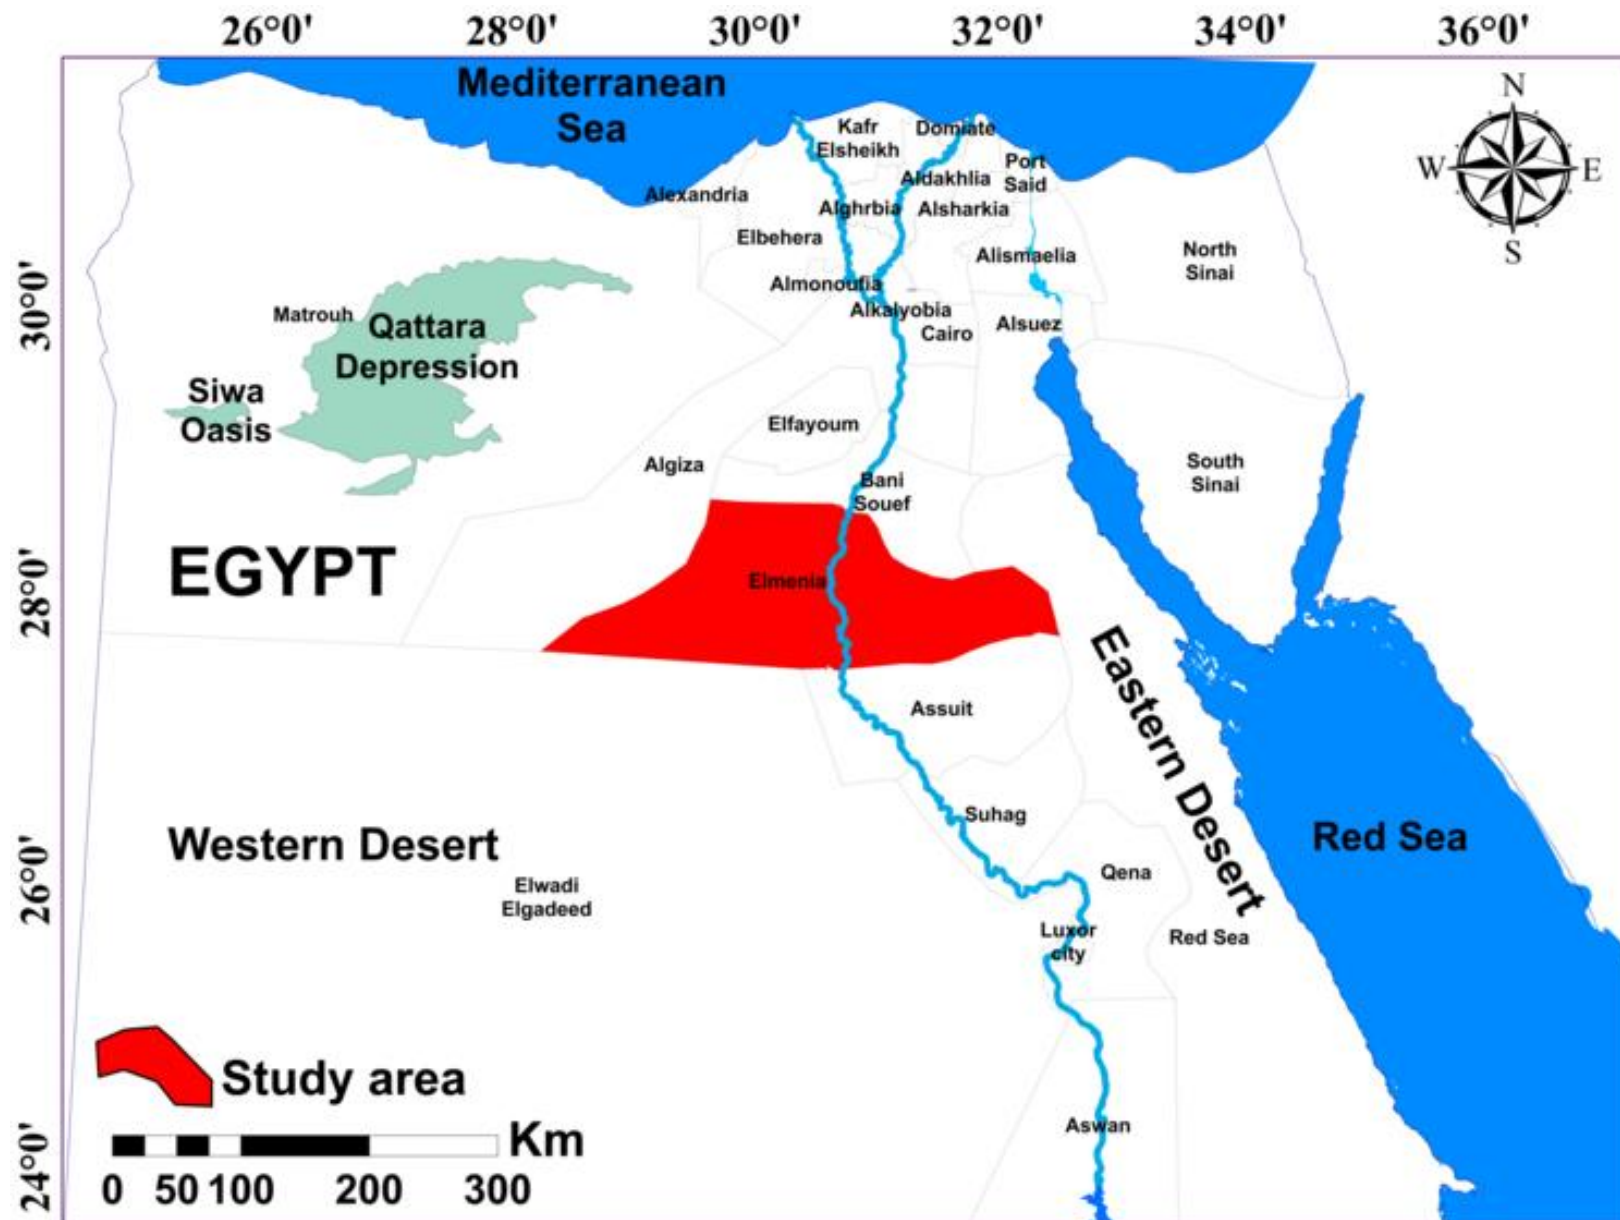 26°0' 28°0' 30°0' 32°0' 34°0' 36°0'
Mediterranean
Sea
N
W E
S
Kafr
Elsheikh
Domiate
Port
Said
Aldakhlia
Alexandria
Alghrbia
Alsharkia
Elbehera
Alismaelia
North
Sinai
Almonoufia
Alkalyobia
Cairo
Alsuez
30°0'
Matrouh
Qattara
Depression
Siwa
Oasis
Elfayoum
Algiza
Bani
Souef
South
Sinai
EGYPT
28°0'
Elmenia
Eastern Desert
Assuit
Suhag
Red Sea
Western Desert
26°0'
Elwadi
Elgadeed
Qena
Luxor
city
Red Sea
Study area
Aswan
24°0'
Km
0 50 100 200 300